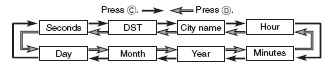 Press Ⓒ. Press Ⓓ.
Seconds DST City name Hour
Day Month Year Minutes